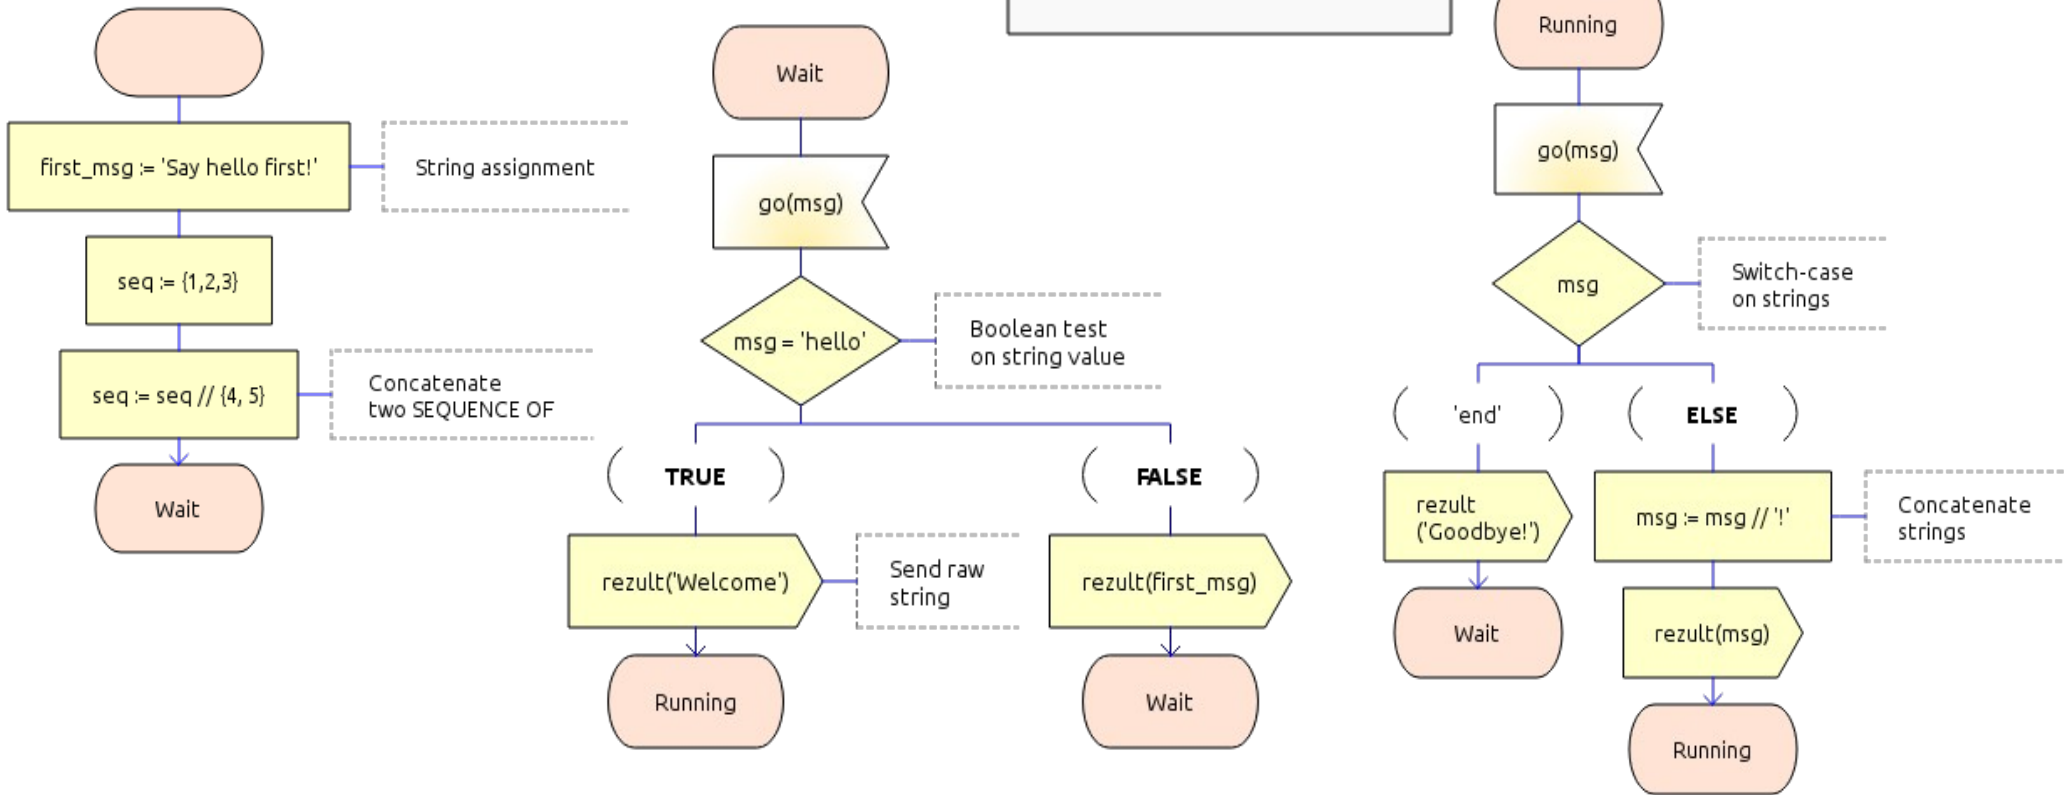 first_msg := 'Say hello first!'
String assignment
seq := {1,2,3}
seq := seq // {4, 5}
Concatenate
two SEQUENCE OF
Wait
Wait
go(msg)
msg = 'hello'
Boolean test
on string value
TRUE
FALSE
rezult('Welcome')
Send raw
string
rezult(first_msg)
Running
Wait
Running
go(msg)
msg
Switch-case
on strings
'end'
ELSE
rezult
('Goodbye!')
msg := msg // '!'
Concatenate
strings
Wait
rezult(msg)
Running